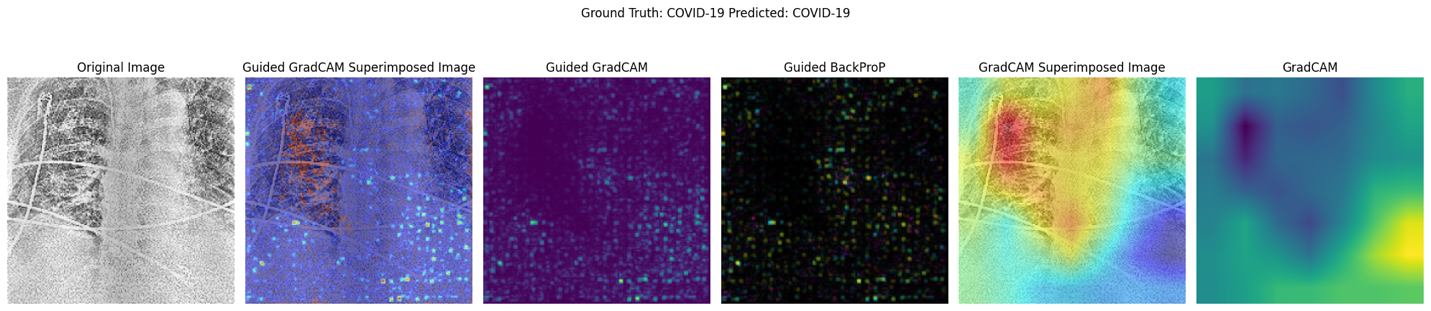 Ground Truth: COVID-19 Predicted: COVID-19
Original Image
Guided GradCAM Superimposed Image
Guided GradCAM
Guided BackProP
GradCAM Superimposed Image
GradCAM